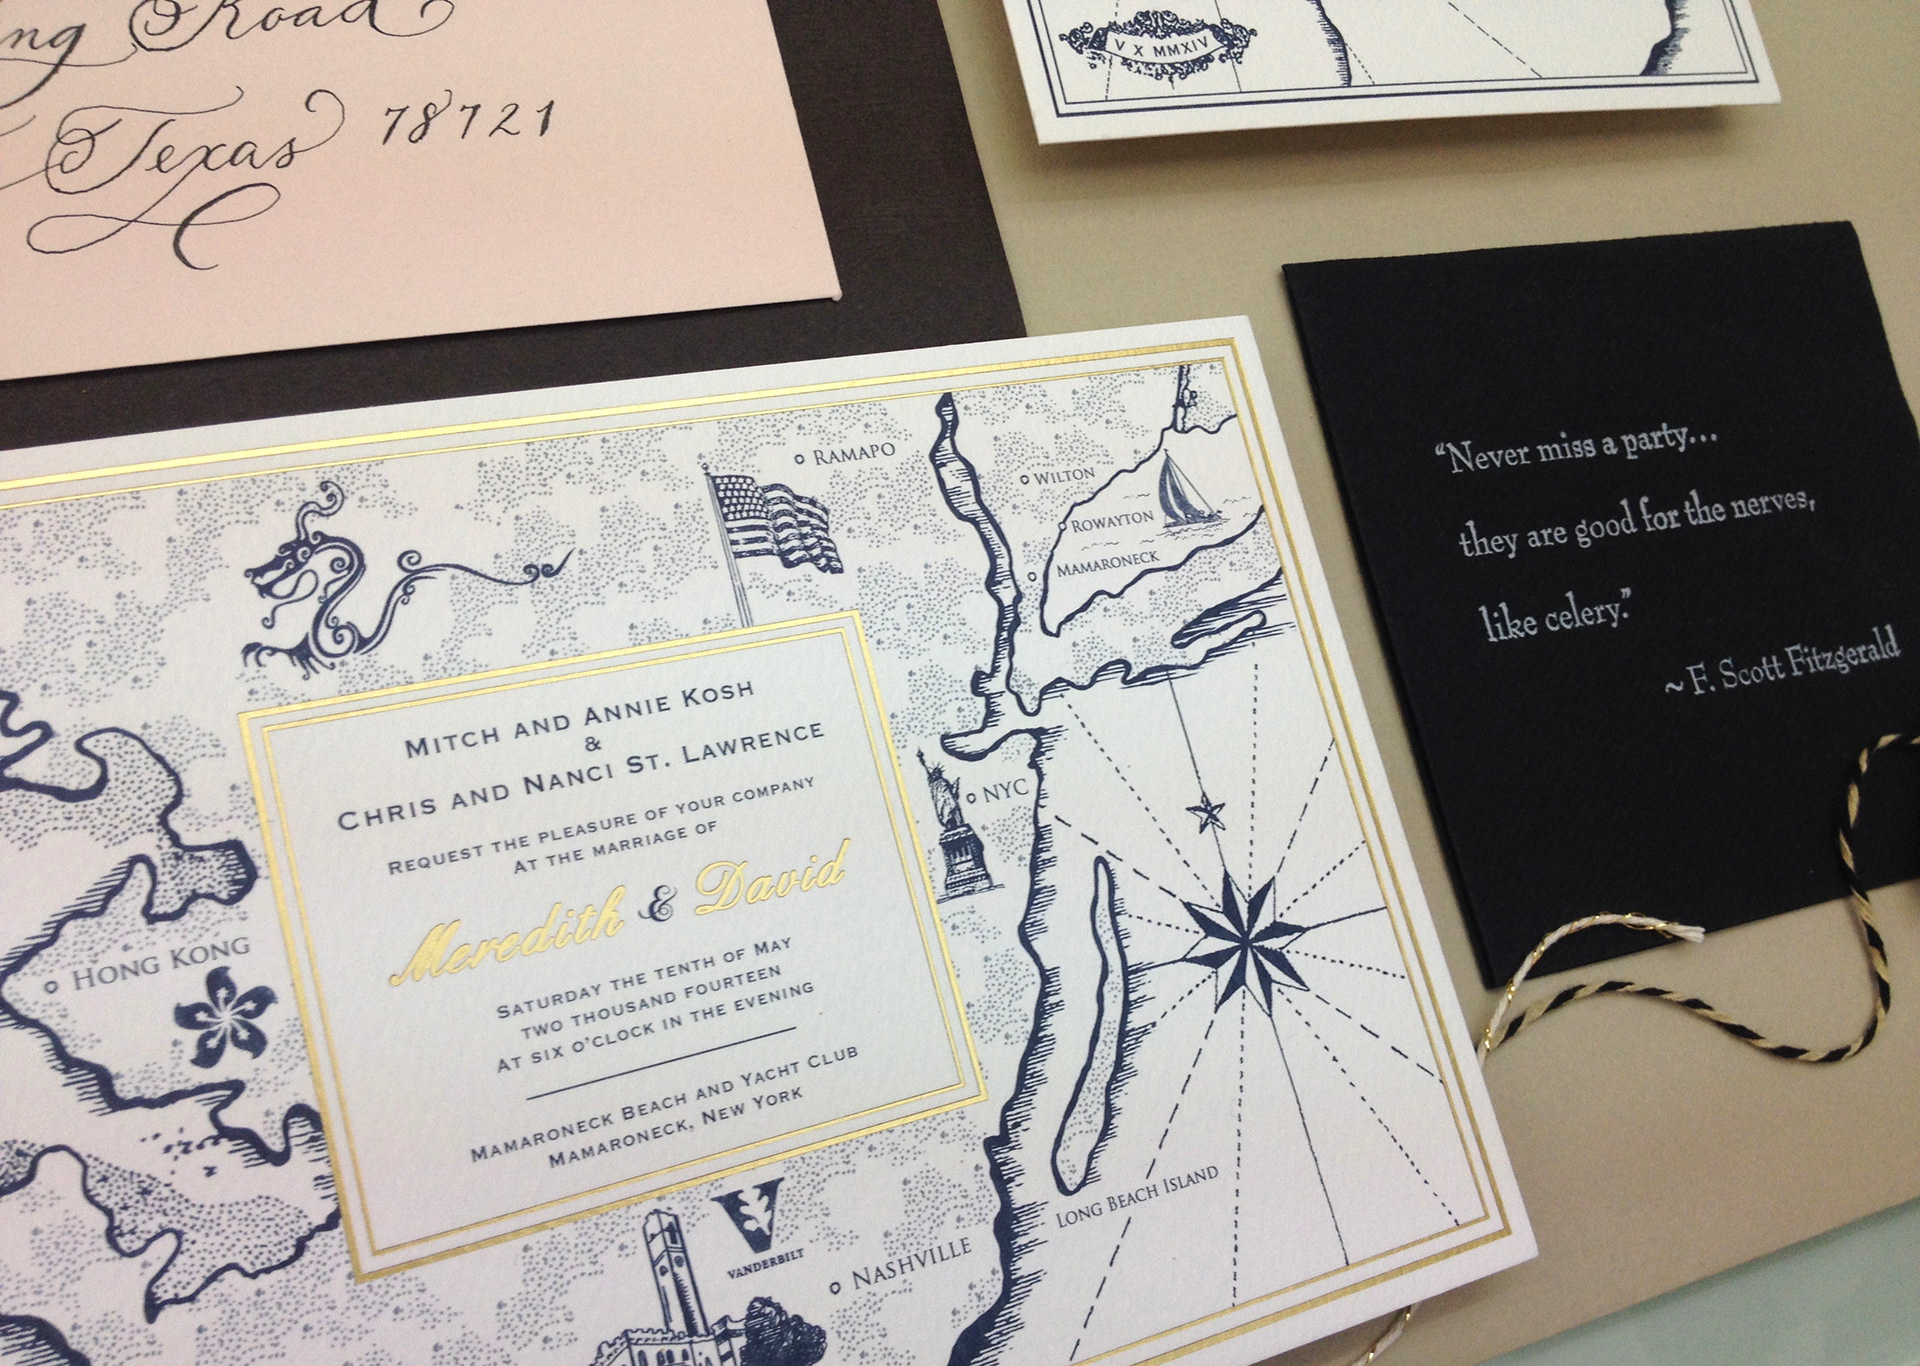 Road
Texas 78721
V X MMXIV
"Never miss a party...
they are good for the nerves,
like celery."
~ F. Scott Fitzgerald
RAMAPO
WILTON
ROWAYTON
MAMARONECK
NYC
HONG KONG
MITCH AND ANNIE KOSH
&
CHRIS AND NANCI ST. LAWRENCE
REQUEST THE PLEASURE OF YOUR COMPANY
AT THE MARRIAGE OF
Meredith & David
SATURDAY THE TENTH OF MAY
TWO THOUSAND FOURTEEN
AT SIX O'CLOCK IN THE EVENING
MAMARONECK BEACH AND YACHT CLUB
MAMARONECK, NEW YORK
LONG BEACH ISLAND
V
VANDERBILT
NASHVILLE